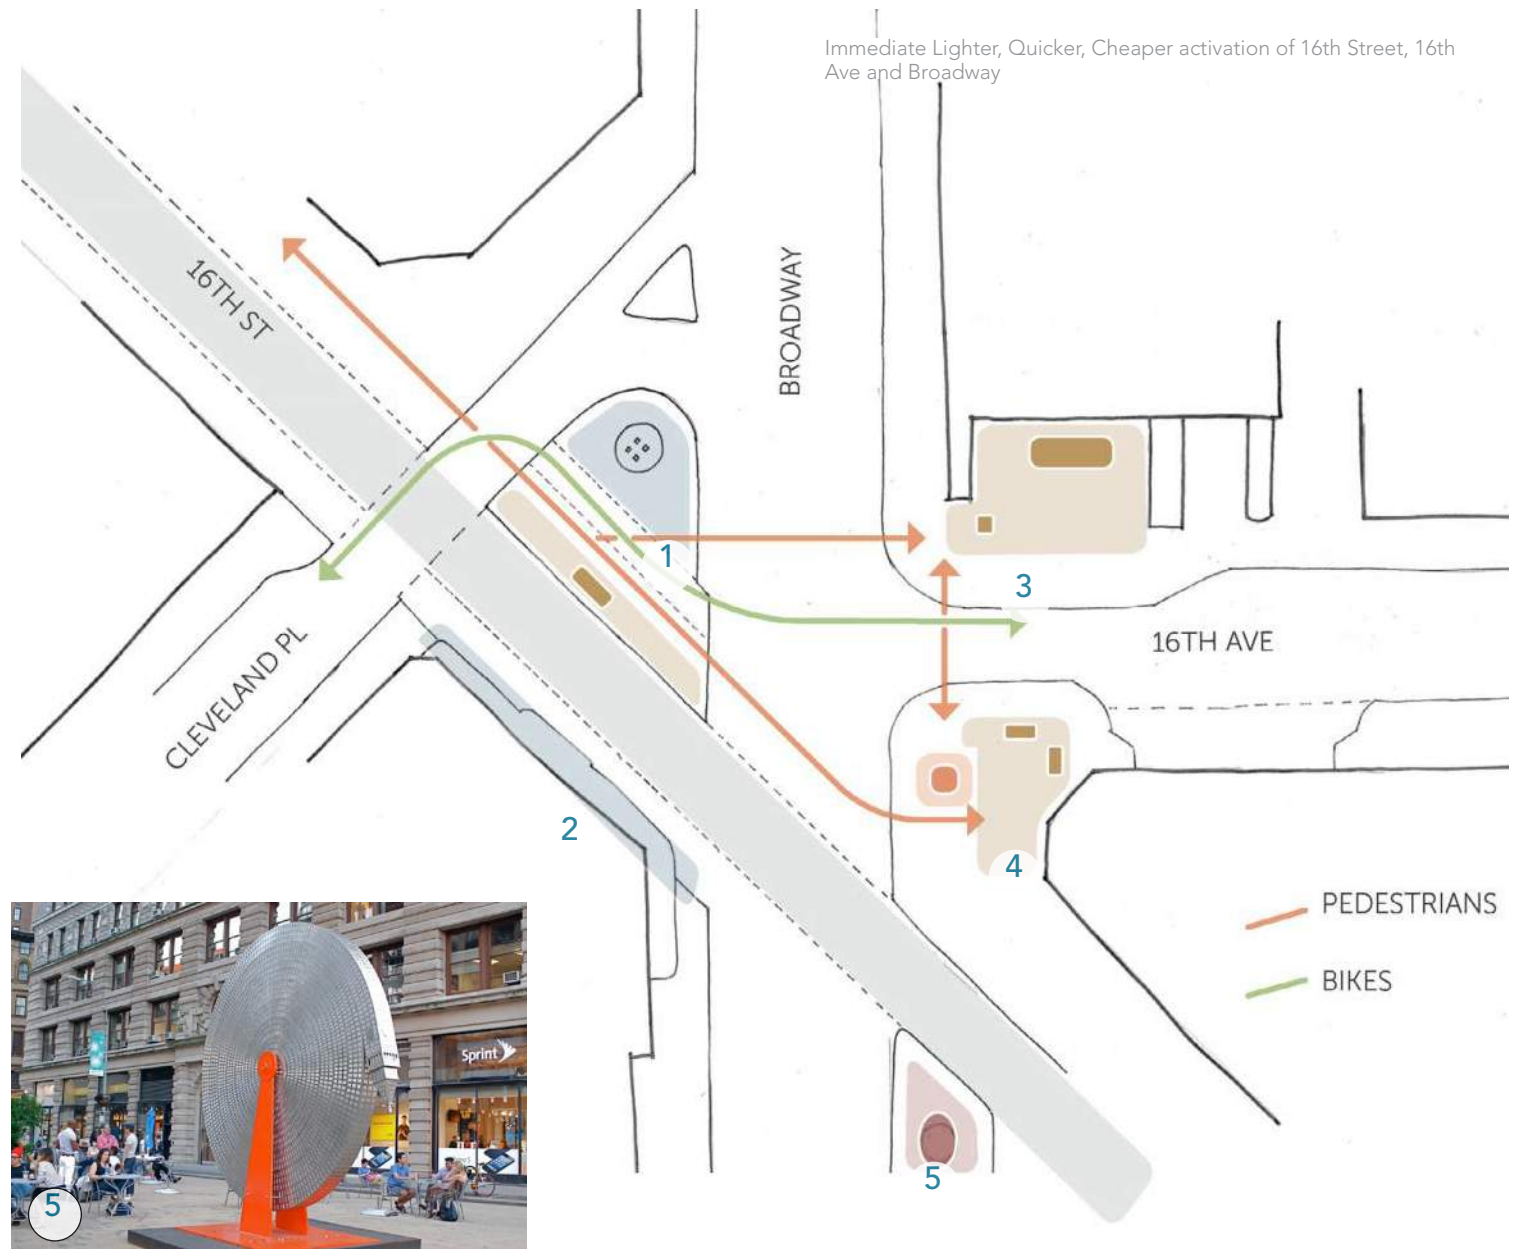 Immediate Lighter, Quicker, Cheaper activation of 16th Street, 16th
Ave and Broadway
16TH ST
BROADWAY
1
3
16TH AVE
CLEVELAND PL
2
4
PEDESTRIANS
BIKES
Sprint
5
5